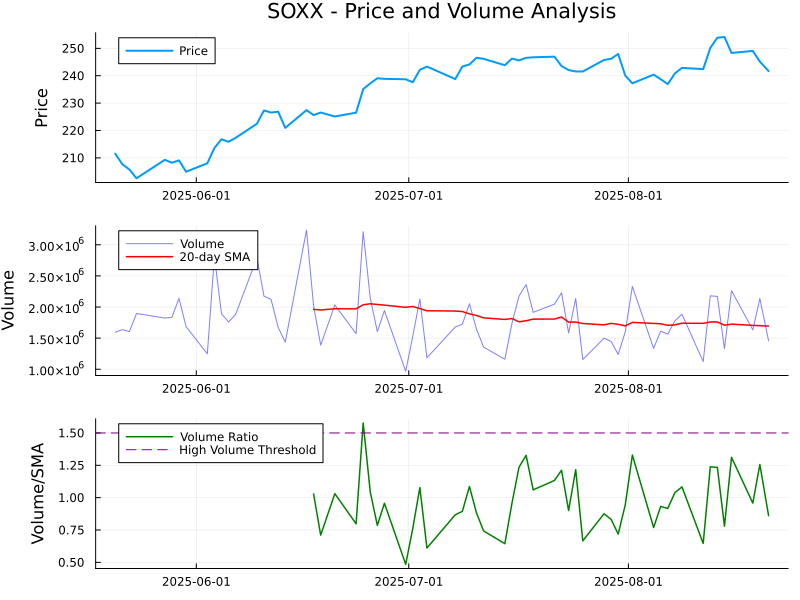 SOXX - Price and Volume Analysis
Price
250
240
230
220
210
Price
2025-06-01 2025-07-01 2025-08-01
Volume
3.00×10⁶
2.50×10⁶
2.00×10⁶
1.50×10⁶
1.00×10⁶
Volume
20-day SMA
2025-06-01 2025-07-01 2025-08-01
Volume/SMA
1.50
1.25
1.00
0.75
0.50
Volume Ratio
High Volume Threshold
2025-06-01 2025-07-01 2025-08-01